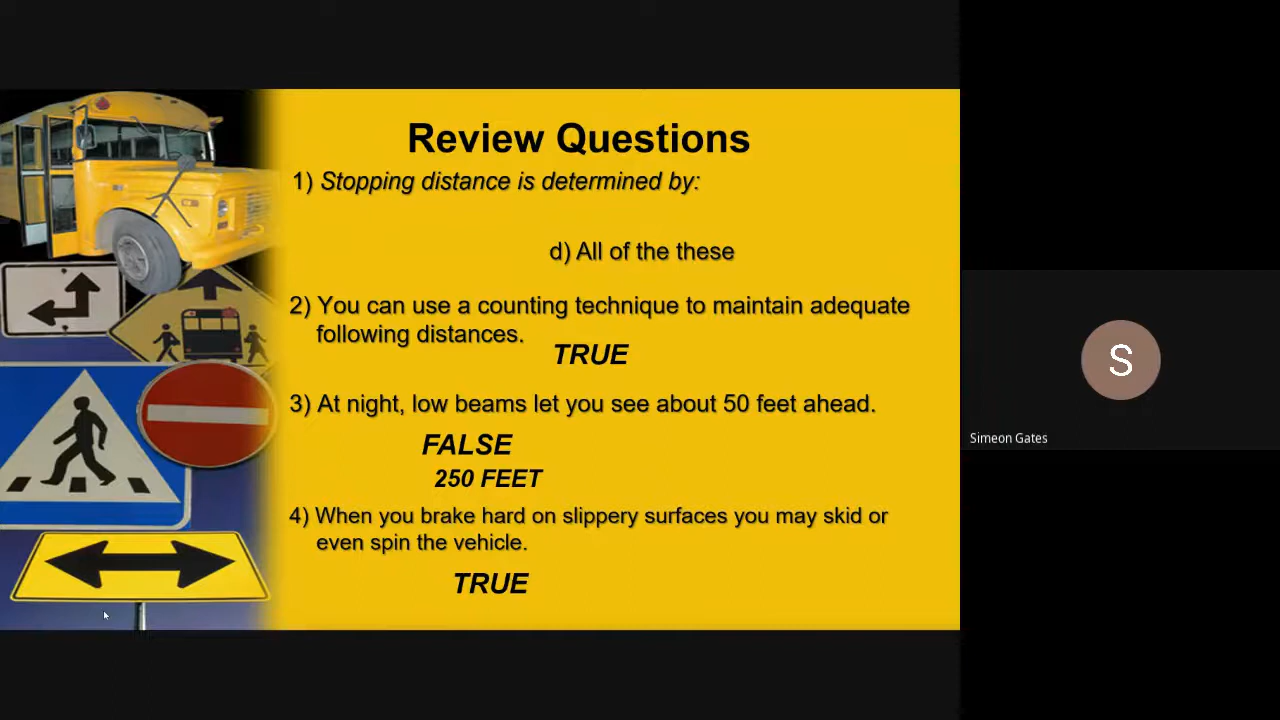 Review Questions
1) Stopping distance is determined by:
d) All of the these
2) You can use a counting technique to maintain adequate
following distances.
TRUE
3) At night, low beams let you see about 50 feet ahead.
FALSE
250 FEET
4) When you brake hard on slippery surfaces you may skid or
even spin the vehicle.
TRUE
S
Simeon Gates